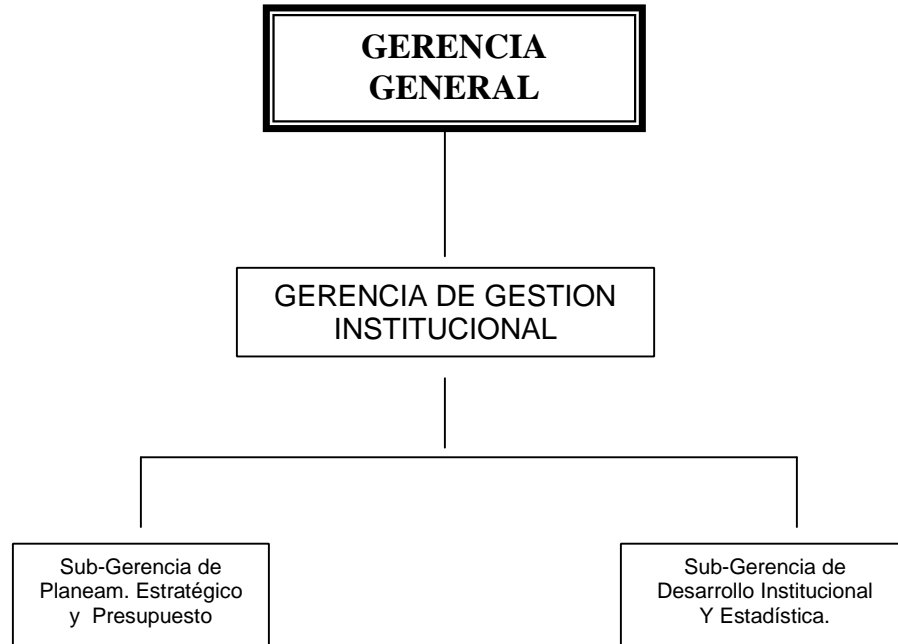 GERENCIA
GENERAL
GERENCIA DE GESTION
INSTITUCIONAL
Sub-Gerencia de
Planeam. Estratégico
y Presupuesto
Sub-Gerencia de
Desarrollo Institucional
Y Estadística.